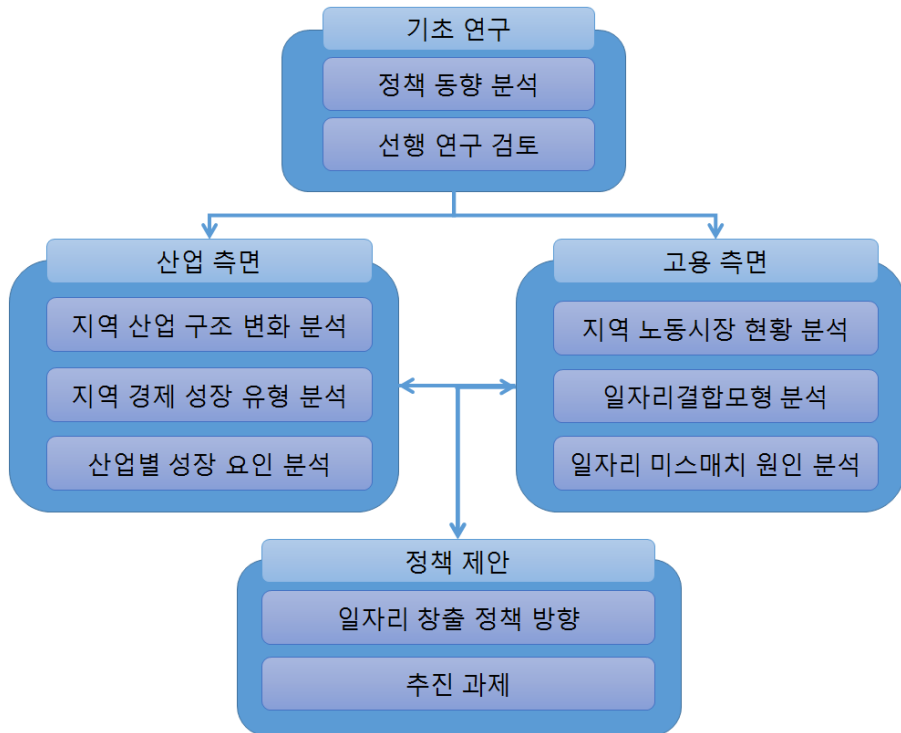 기초 연구
정책 동향 분석
선행 연구 검토
산업 측면
지역 산업 구조 변화 분석
지역 경제 성장 유형 분석
산업별 성장 요인 분석
고용 측면
지역 노동시장 현황 분석
일자리결합모형 분석
일자리 미스매치 원인 분석
정책 제안
일자리 창출 정책 방향
추진 과제